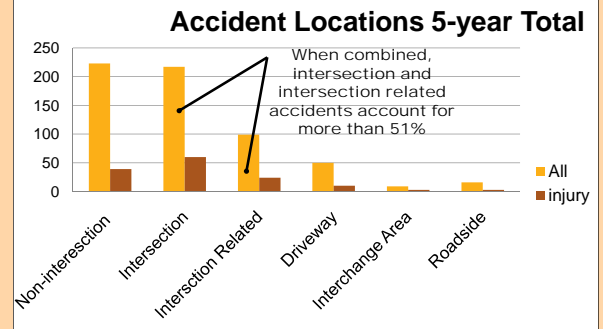 Accident Locations 5-year Total
250
200
150
100
50
0
When combined,
intersection and
intersection related
accidents account for
more than 51%
All
injury
Non-interesction
Intersection
Intersction Related
Driveway
Interchange Area
Roadside